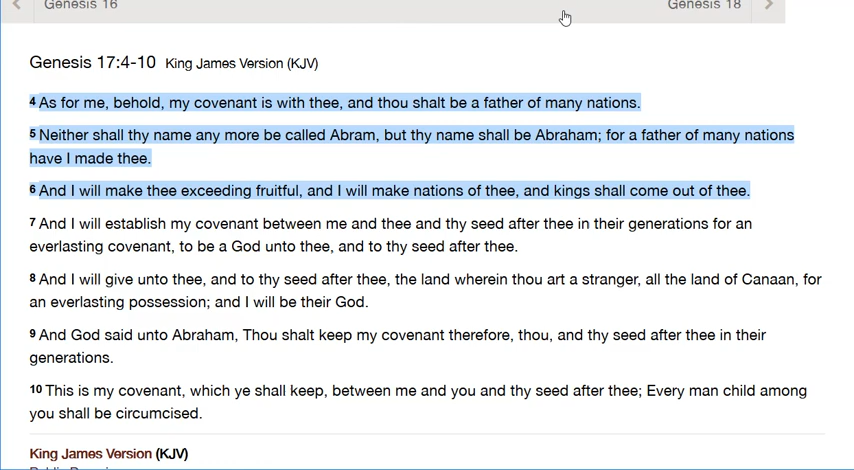 Genesis 16
Genesis 18
Genesis 17:4-10 King James Version (KJV)
4 As for me, behold, my covenant is with thee, and thou shalt be a father of many nations.
5 Neither shall thy name any more be called Abram, but thy name shall be Abraham; for a father of many nations
have I made thee.
6 And I will make thee exceeding fruitful, and I will make nations of thee, and kings shall come out of thee.
7 And I will establish my covenant between me and thee and thy seed after thee in their generations for an
everlasting covenant, to be a God unto thee, and to thy seed after thee.
8 And I will give unto thee, and to thy seed after thee, the land wherein thou art a stranger, all the land of Canaan, for
an everlasting possession; and I will be their God.
9 And God said unto Abraham, Thou shalt keep my covenant therefore, thou, and thy seed after thee in their
generations.
10 This is my covenant, which ye shall keep, between me and you and thy seed after thee; Every man child among
you shall be circumcised.
King James Version (KJV)